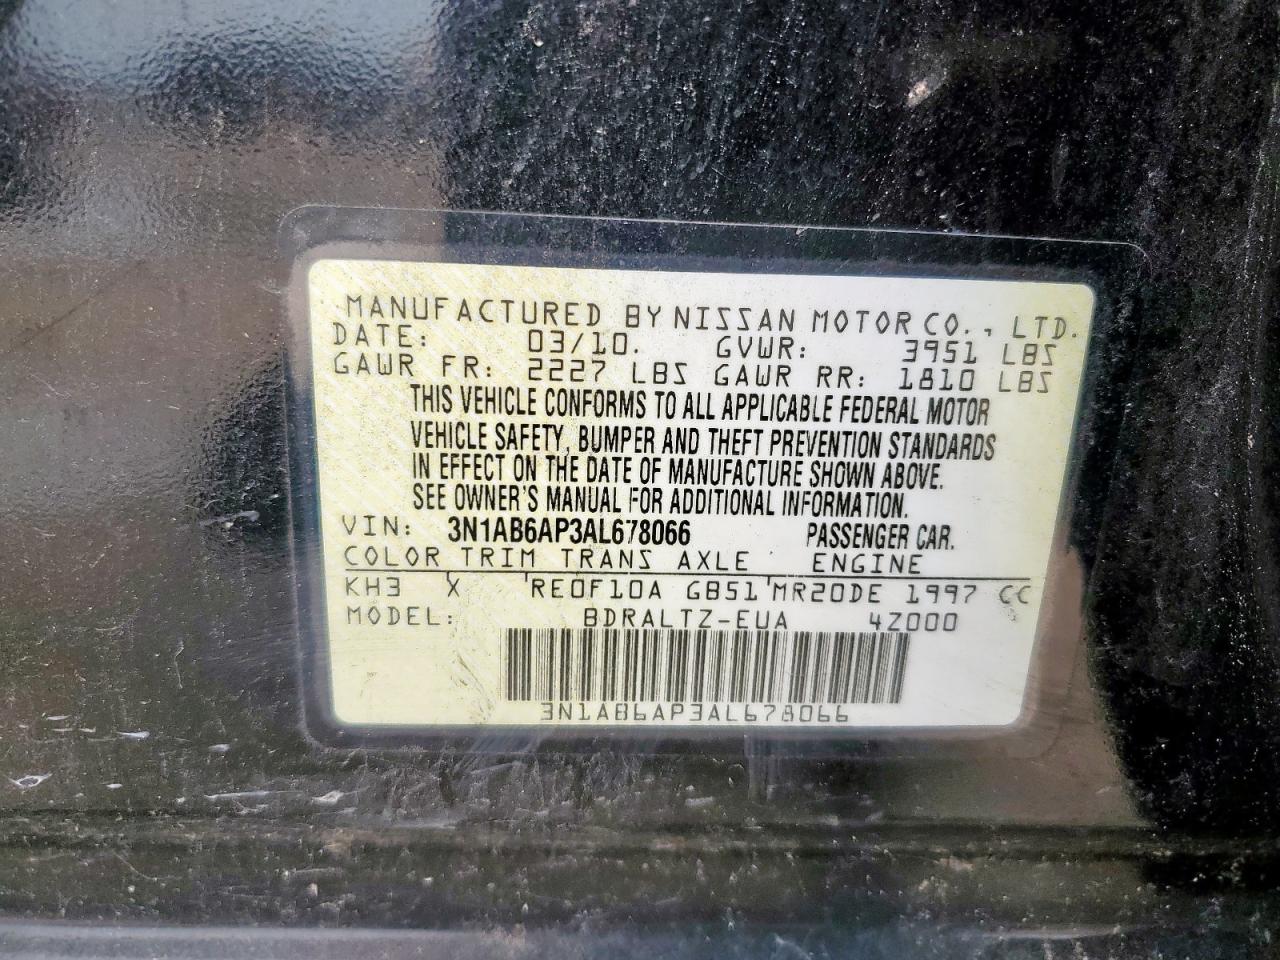 MANUFACTURED BY NISSAN MOTOR CO., LTD.
DATE: 03/10. GVWR: 3951 LBS
GAWR FR: 2227 LBS GAWR RR: 1810 LBS
THIS VEHICLE CONFORMS TO ALL APPLICABLE FEDERAL MOTOR
VEHICLE SAFETY, BUMPER AND THEFT PREVENTION STANDARDS
IN EFFECT ON THE DATE OF MANUFACTURE SHOWN ABOVE.
SEE OWNER'S MANUAL FOR ADDITIONAL INFORMATION.
VIN: 3N1AB6AP3AL678066 PASSENGER CAR.
COLOR TRIM TRANS AXLE ENGINE
KH3 X RE0F10A GB51 MR20DE 1997 CC
MODEL: BDRALTZ-EUA 4Z000
3N1AB6AP3AL678066